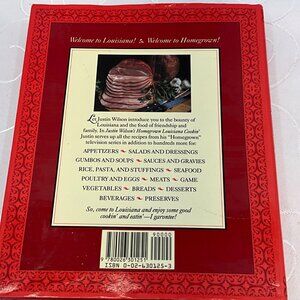 Welcome to Louisiana! & Welcome to Homegrown!
Let Justin Wilson introduce you to the bounty of
Louisiana and the food of friendship and
family. In Justin Wilson's Homegrown Louisiana Cookin'
Justin serves up all the recipes from his "Homegrown"
television series in addition to hundreds more for:
APPETIZERS ~ SALADS AND DRESSINGS
GUMBOS AND SOUPS ~ SAUCES AND GRAVIES
RICE, PASTA, AND STUFFINGS ~ SEAFOOD
POULTRY AND EGGS ~ MEATS ~ GAME
VEGETABLES ~ BREADS ~ DESSERTS
BEVERAGES ~ PRESERVES
So, come to Louisiana and enjoy some good
cookin' and eatin'—I garontee!
90000
9 780026 301251
ISBN 0-02-630125-3